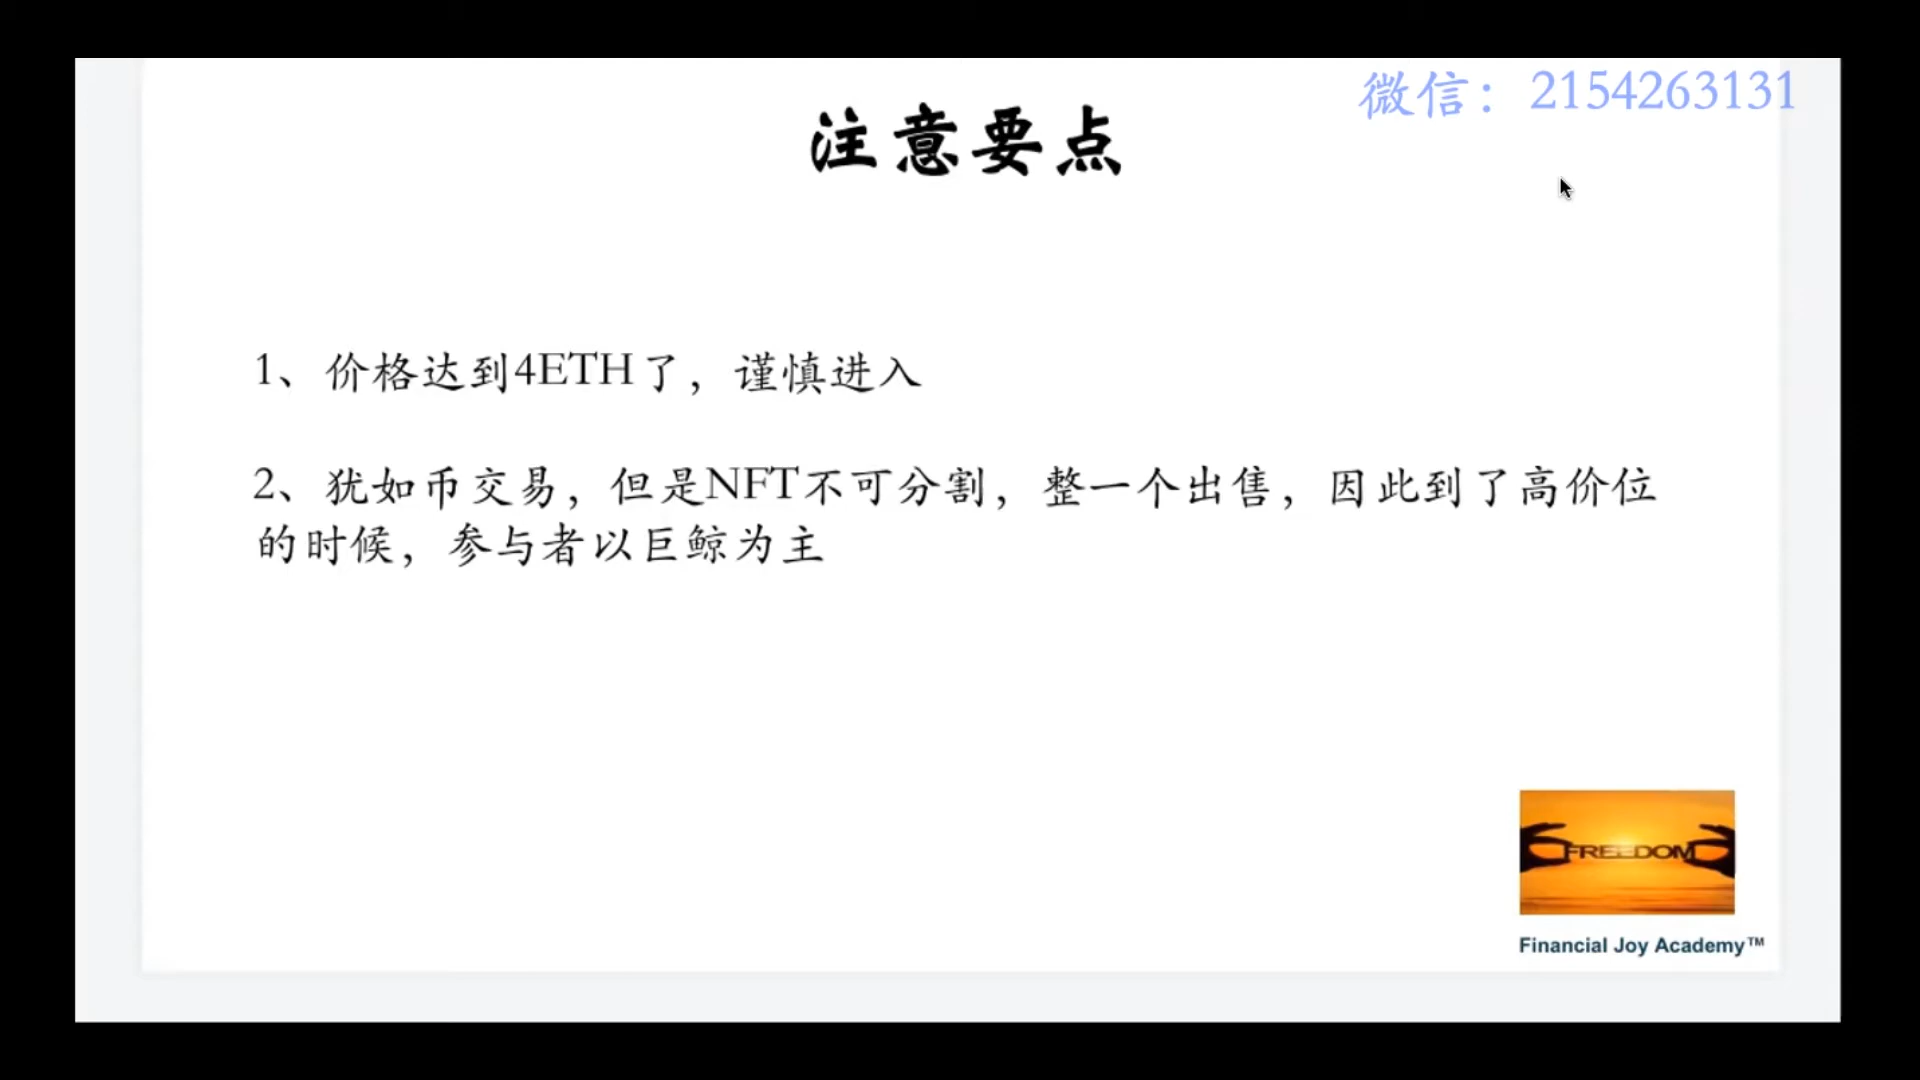 微信：2154263131
注意要点
1、价格达到4ETH了，谨慎进入
2、犹如币交易，但是NFT不可分割，整一个出售，因此到了高价位
的时候，参与者以巨鲸为主
FREEDOM
Financial Joy Academy™